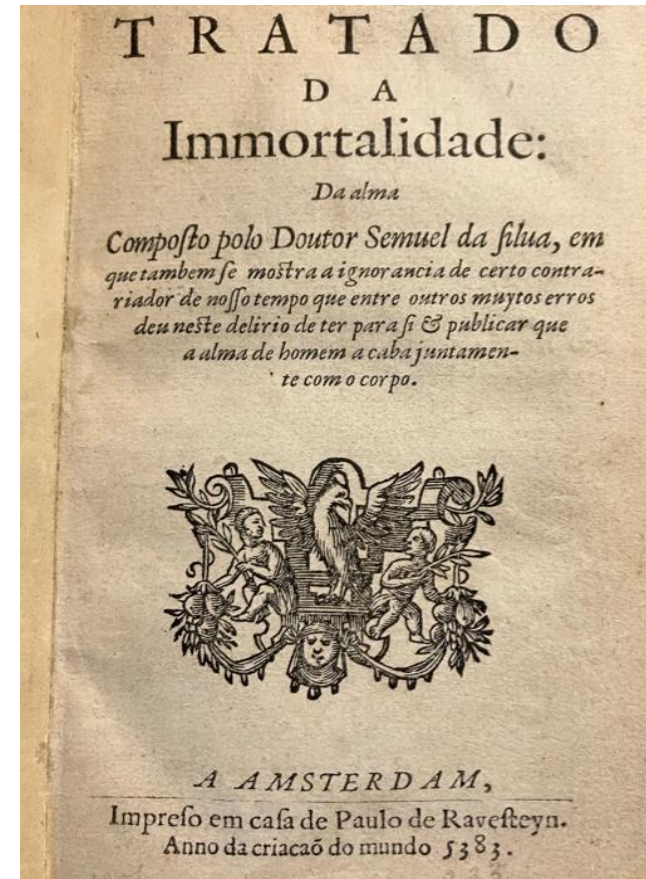 TRATADO
DA
Immortalidade:
Da alma
Compoſto polo Doutor Semuel da ſilua, em
que tambem ſe mostra a ignorancia de certo contra-
riador de noſſo tempo que entre outros muytos erros
deu neste delirio de ter para ſi & publicar que
a alma de homem a caba juntamen-
te com o corpo.
A AMSTERDAM,
Impreſo em caſa de Paulo de Raveſteyn.
Anno da criacaõ do mundo 5383.